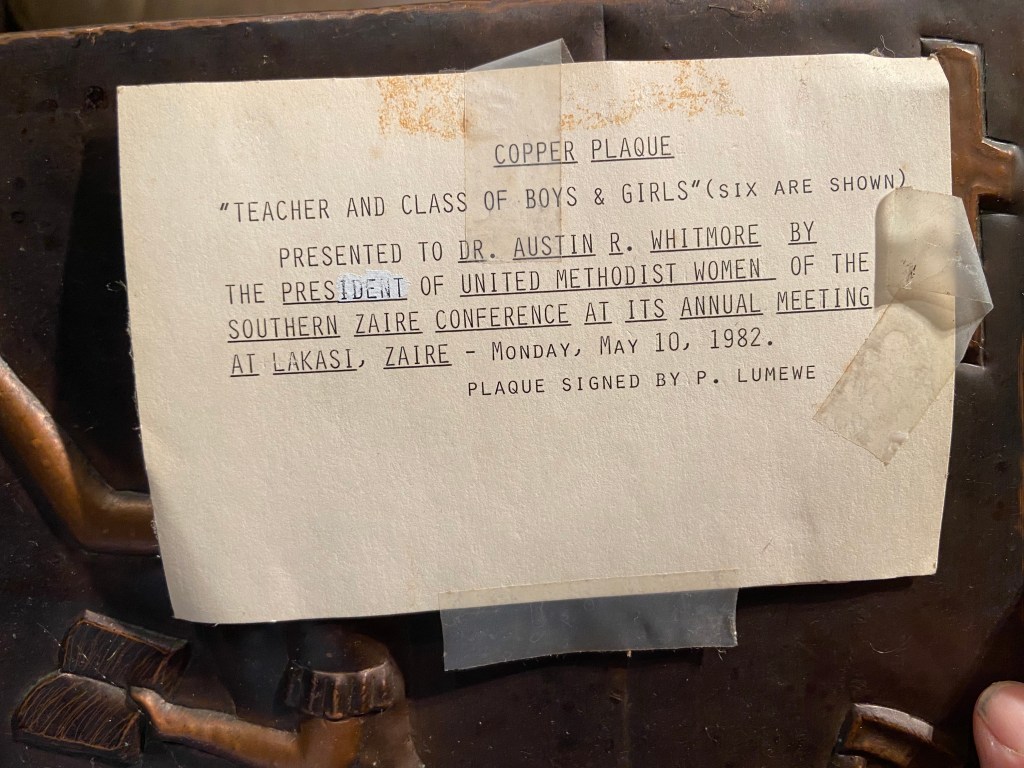 COPPER PLAQUE
"TEACHER AND CLASS OF BOYS & GIRLS" (SIX ARE SHOWN)
PRESENTED TO DR. AUSTIN R. WHITMORE BY
THE PRESIDENT OF UNITED METHODIST WOMEN OF THE
SOUTHERN ZAIRE CONFERENCE AT ITS ANNUAL MEETING
AT LAKASI, ZAIRE - MONDAY, MAY 10, 1982.
PLAQUE SIGNED BY P. LUMEWE